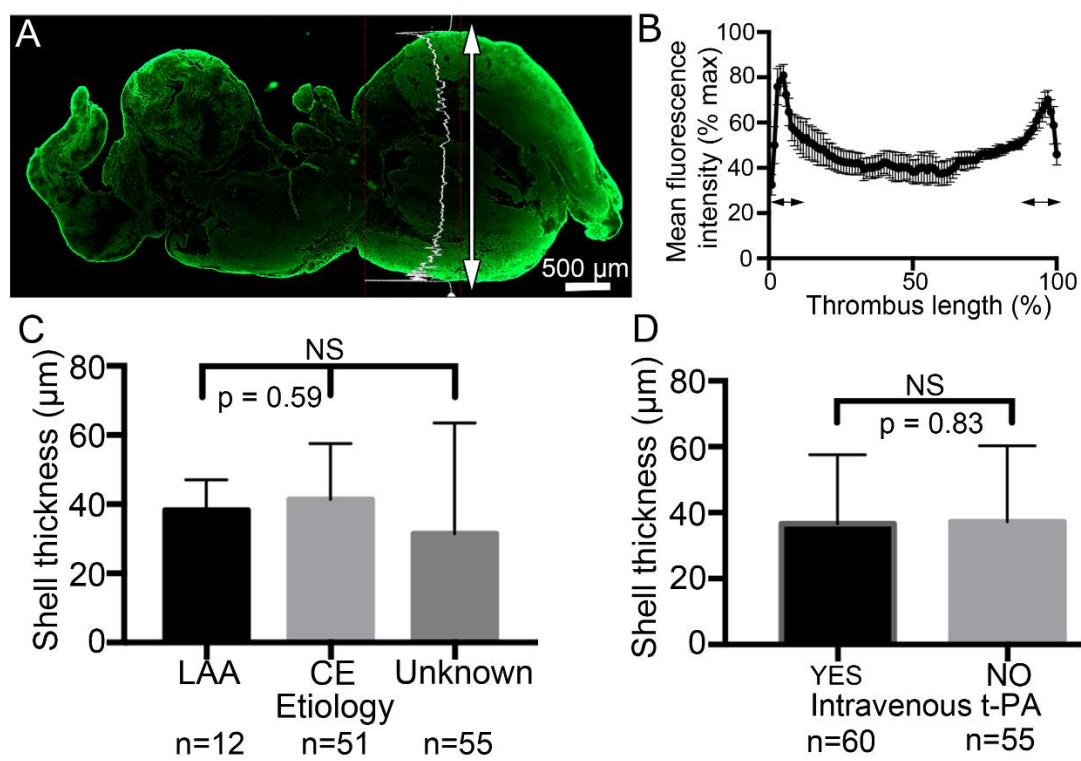 A
500 µm
B
Mean fluorescence
intensity (% max)
100
80
60
40
20
0
0 50 100
Thrombus length (%)
C
Shell thickness (µm)
80
60
40
20
0
NS
p = 0.59
LAA CE Unknown
Etiology
n=12 n=51 n=55
D
Shell thickness (µm)
80
60
40
20
0
NS
p = 0.83
YES NO
Intravenous t-PA
n=60 n=55